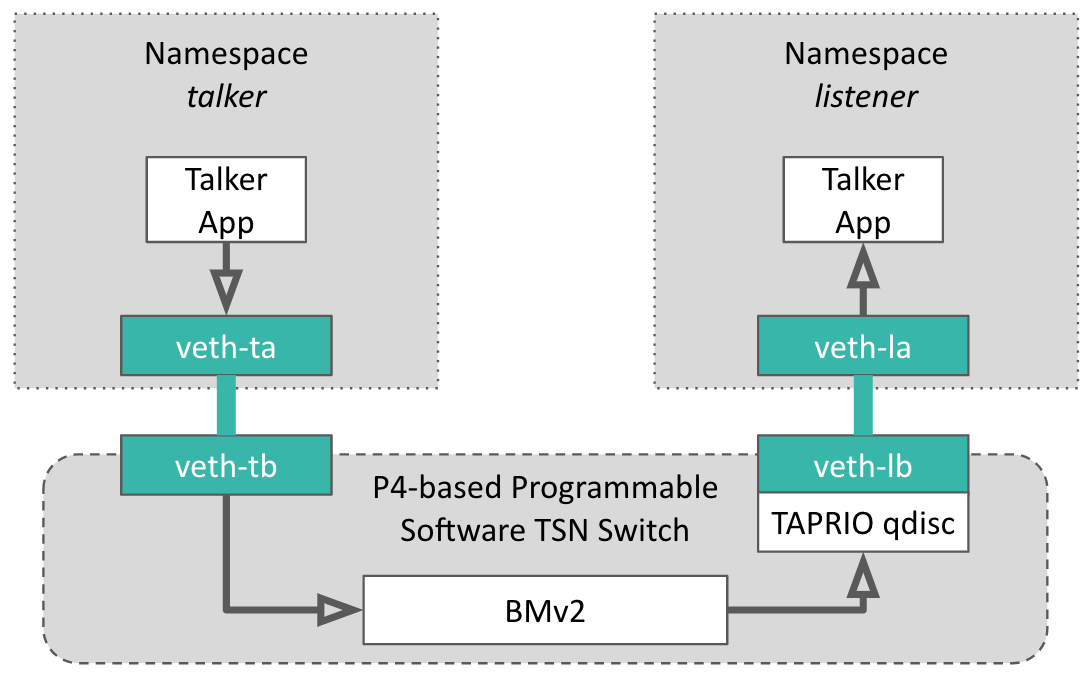 Namespace
talker
Talker
App
veth-ta
veth-tb
Namespace
listener
Talker
App
veth-la
veth-lb
TAPRIO qdisc
P4-based Programmable
Software TSN Switch
BMv2